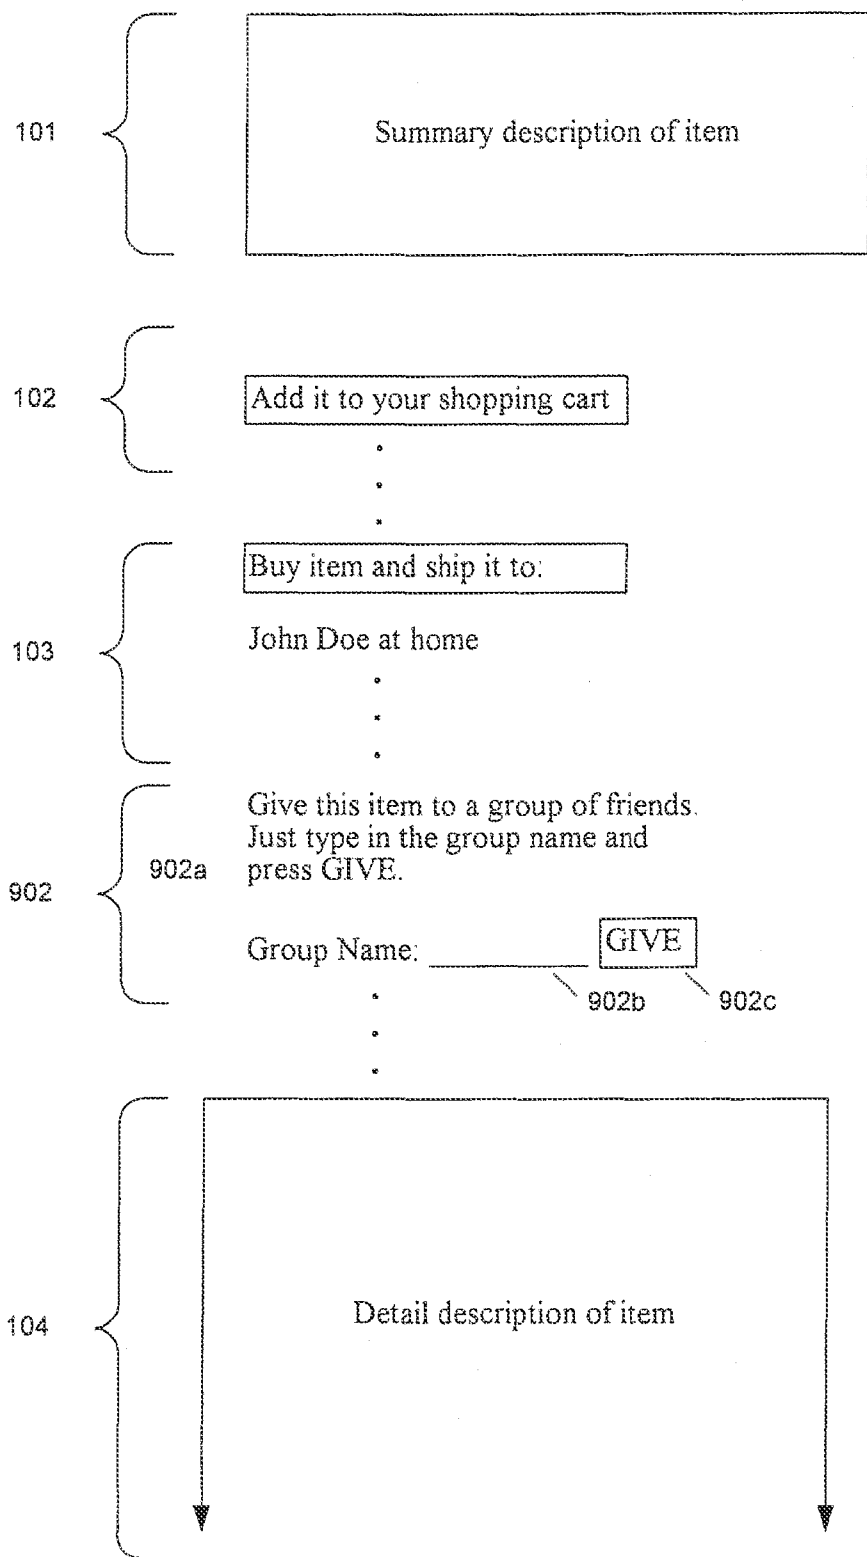 101
Summary description of item
102
Add it to your shopping cart
103
Buy item and ship it to:
John Doe at home
902
902a
Give this item to a group of friends.
Just type in the group name and
press GIVE.
Group Name: ________ GIVE
902b 902c
104
Detail description of item